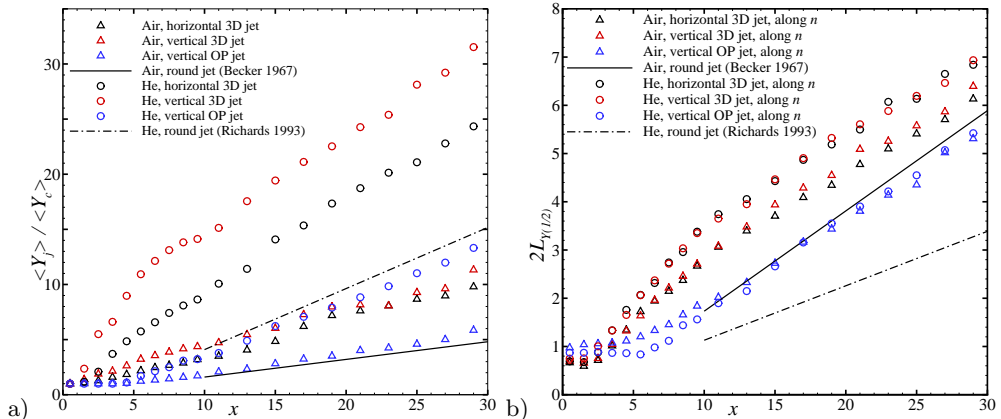 30
20
10
0
<Y_j> / <Y_c>
Air, horizontal 3D jet
Air, vertical 3D jet
Air, vertical OP jet
Air, round jet (Becker 1967)
He, horizontal 3D jet
He, vertical 3D jet
He, vertical OP jet
He, round jet (Richards 1993)
0 5 10 15 20 25 30
x
a)
8
7
6
5
4
3
2
1
0
2L_{Y(1/2)}
Air, horizontal 3D jet, along n
Air, vertical 3D jet, along n
Air, vertical OP jet, along n
Air, round jet (Becker 1967)
He, horizontal 3D jet, along n
He, vertical 3D jet, along n
He, vertical OP jet, along n
He, round jet (Richards 1993)
0 5 10 15 20 25 30
x
b)